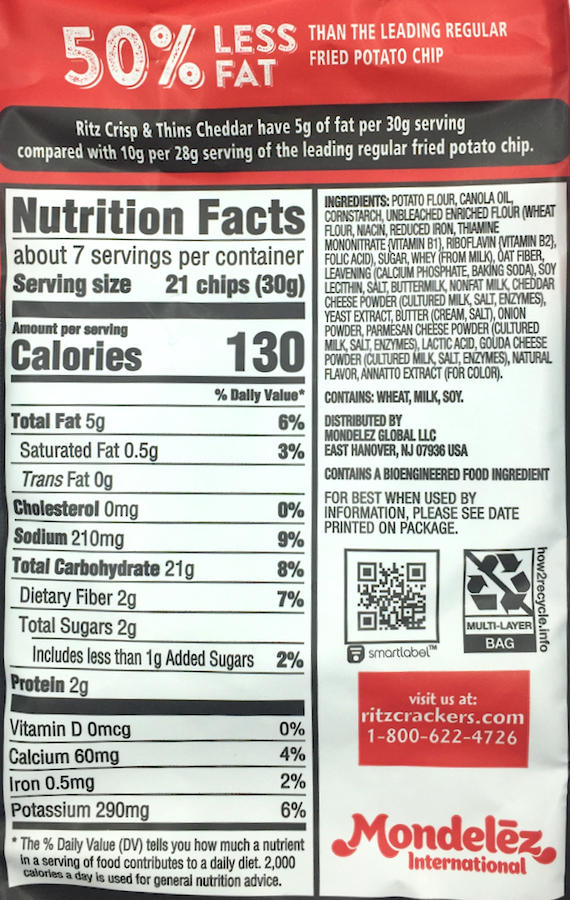 50% LESS FAT THAN THE LEADING REGULAR FRIED POTATO CHIP
Ritz Crisp & Thins Cheddar have 5g of fat per 30g serving
compared with 10g per 28g serving of the leading regular fried potato chip.
Nutrition Facts
about 7 servings per container
Serving size 21 chips (30g)
Amount per serving
Calories 130
% Daily Value*
Total Fat 5g 6%
Saturated Fat 0.5g 3%
Trans Fat 0g
Cholesterol 0mg 0%
Sodium 210mg 9%
Total Carbohydrate 21g 8%
Dietary Fiber 2g 7%
Total Sugars 2g
Includes less than 1g Added Sugars 2%
Protein 2g
Vitamin D 0mcg 0%
Calcium 60mg 4%
Iron 0.5mg 2%
Potassium 290mg 6%
* The % Daily Value (DV) tells you how much a nutrient
in a serving of food contributes to a daily diet. 2,000
calories a day is used for general nutrition advice.
INGREDIENTS: POTATO FLOUR, CANOLA OIL,
CORNSTARCH, UNBLEACHED ENRICHED FLOUR (WHEAT
FLOUR, NIACIN, REDUCED IRON, THIAMINE
MONONITRATE {VITAMIN B1}, RIBOFLAVIN {VITAMIN B2},
FOLIC ACID), SUGAR, WHEY (FROM MILK), OAT FIBER,
LEAVENING (CALCIUM PHOSPHATE, BAKING SODA), SOY
LECITHIN, SALT, BUTTERMILK, NONFAT MILK, CHEDDAR
CHEESE POWDER (CULTURED MILK, SALT, ENZYMES),
YEAST EXTRACT, BUTTER (CREAM, SALT), ONION
POWDER, PARMESAN CHEESE POWDER (CULTURED
MILK, SALT, ENZYMES), LACTIC ACID, GOUDA CHEESE
POWDER (CULTURED MILK, SALT, ENZYMES), NATURAL
FLAVOR, ANNATTO EXTRACT (FOR COLOR).
CONTAINS: WHEAT, MILK, SOY.
DISTRIBUTED BY
MONDELEZ GLOBAL LLC
EAST HANOVER, NJ 07936 USA
CONTAINS A BIOENGINEERED FOOD INGREDIENT
FOR BEST WHEN USED BY
INFORMATION, PLEASE SEE DATE
PRINTED ON PACKAGE.
smartlabel™
MULTI-LAYER
BAG
how2recycle.info
visit us at:
ritzcrackers.com
1-800-622-4726
Mondelēz
International